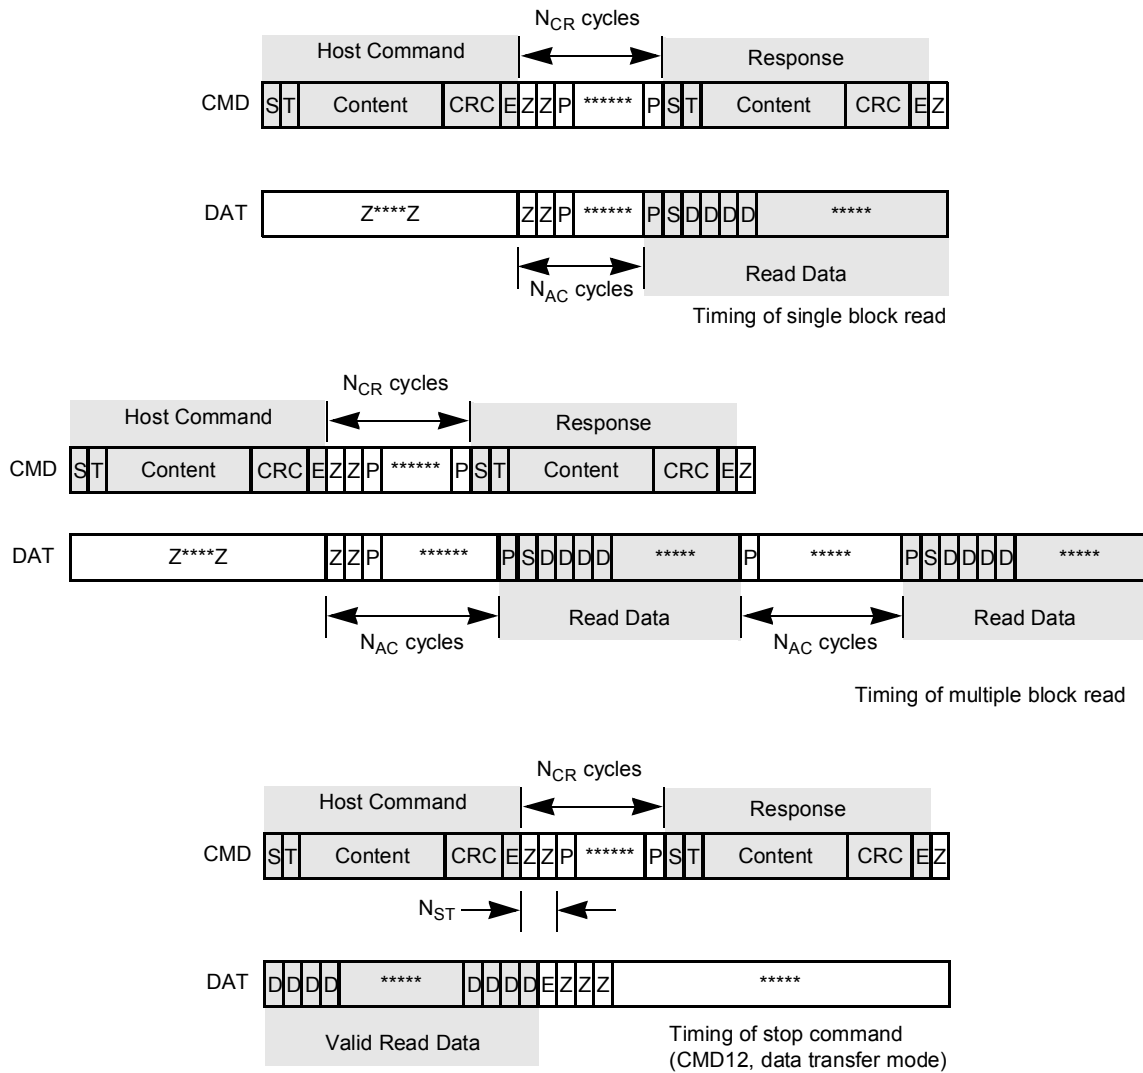 N_CR cycles
Host Command Response
CMD S T Content CRC E Z Z P ****** P S T Content CRC E Z
DAT Z****Z Z Z P ****** P S D D D D *****
N_AC cycles Read Data
Timing of single block read
N_CR cycles
Host Command Response
CMD S T Content CRC E Z Z P ****** P S T Content CRC E Z
DAT Z****Z Z Z P ****** P S D D D D ***** P ***** P S D D D D *****
N_AC cycles Read Data N_AC cycles Read Data
Timing of multiple block read
N_CR cycles
Host Command Response
CMD S T Content CRC E Z Z P ****** P S T Content CRC E Z
N_ST
DAT D D D D ***** D D D D E Z Z Z *****
Valid Read Data Timing of stop command
(CMD12, data transfer mode)